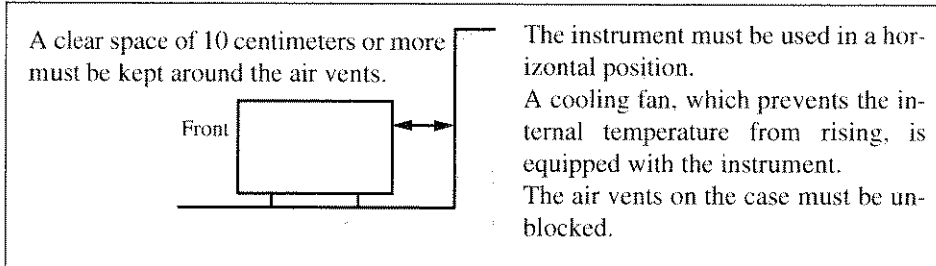 A clear space of 10 centimeters or more
must be kept around the air vents.
Front
The instrument must be used in a hor-
izontal position.
A cooling fan, which prevents the in-
ternal temperature from rising, is
equipped with the instrument.
The air vents on the case must be un-
blocked.